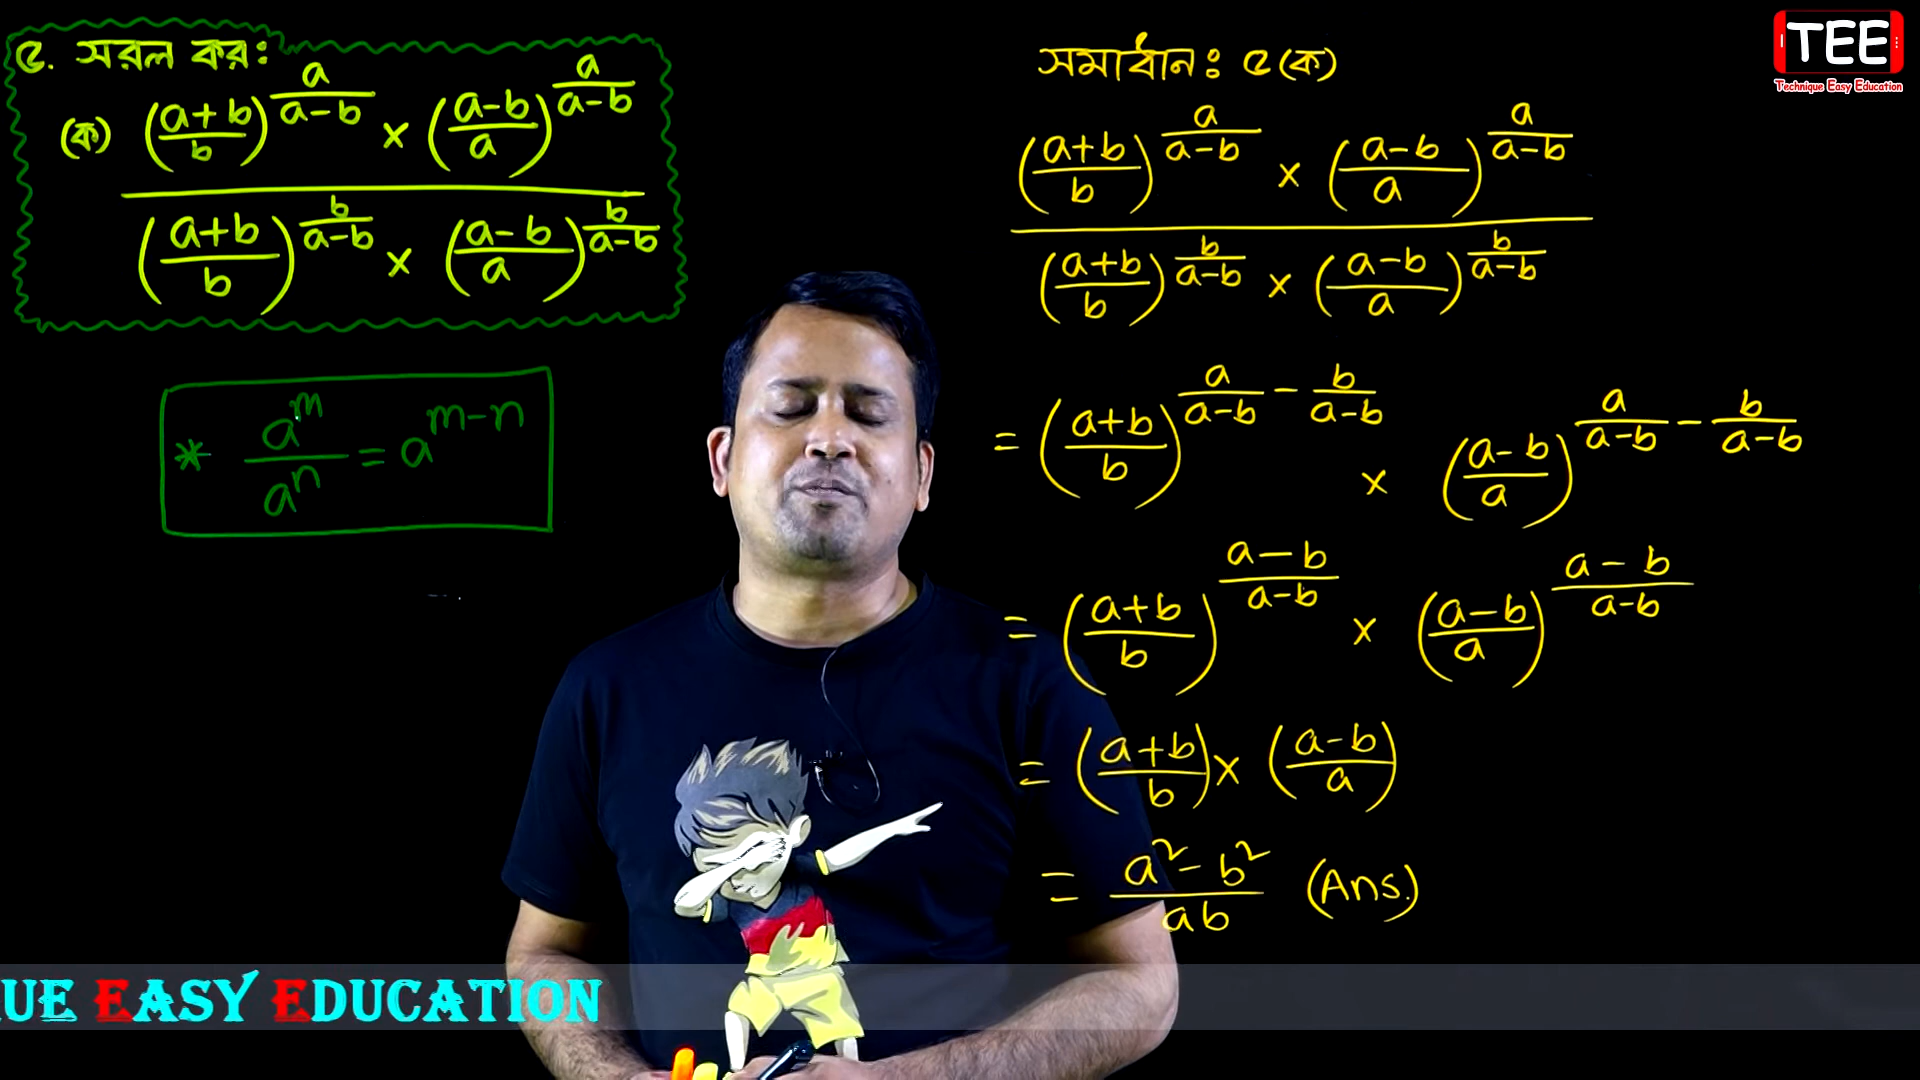 ৫. সরল কর:
(ক) ((a+b)/b)^(a/(a-b)) × ((a-b)/a)^(a/(a-b))
((a+b)/b)^(b/(a-b)) × ((a-b)/a)^(b/(a-b))
* a^m/a^n = a^(m-n)
সমাধান: ৫(ক)
((a+b)/b)^(a/(a-b)) × ((a-b)/a)^(a/(a-b))
((a+b)/b)^(b/(a-b)) × ((a-b)/a)^(b/(a-b))
= ((a+b)/b)^(a/(a-b) - b/(a-b)) × ((a-b)/a)^(a/(a-b) - b/(a-b))
= ((a+b)/b)^((a-b)/(a-b)) × ((a-b)/a)^((a-b)/(a-b))
= ((a+b)/b) × ((a-b)/a)
= (a²-b²)/ab (Ans.)
TEE
Technique Easy Education
UE EASY EDUCATION